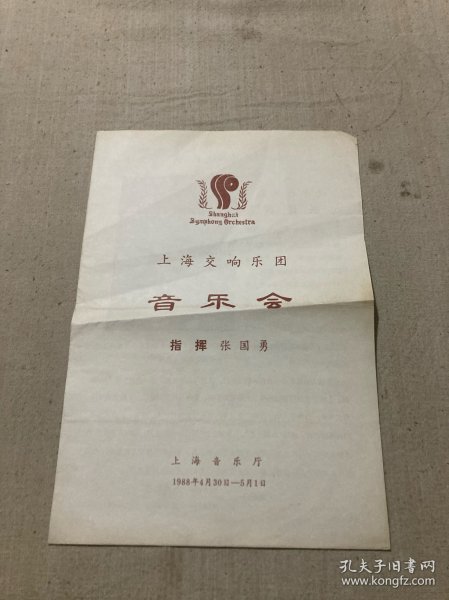 Shanghai
Symphony Orchestra
上海交响乐团
音乐会
指挥 张国勇
上海音乐厅
1988年4月30日—5月1日
孔夫子旧书网
www.kongfz.com